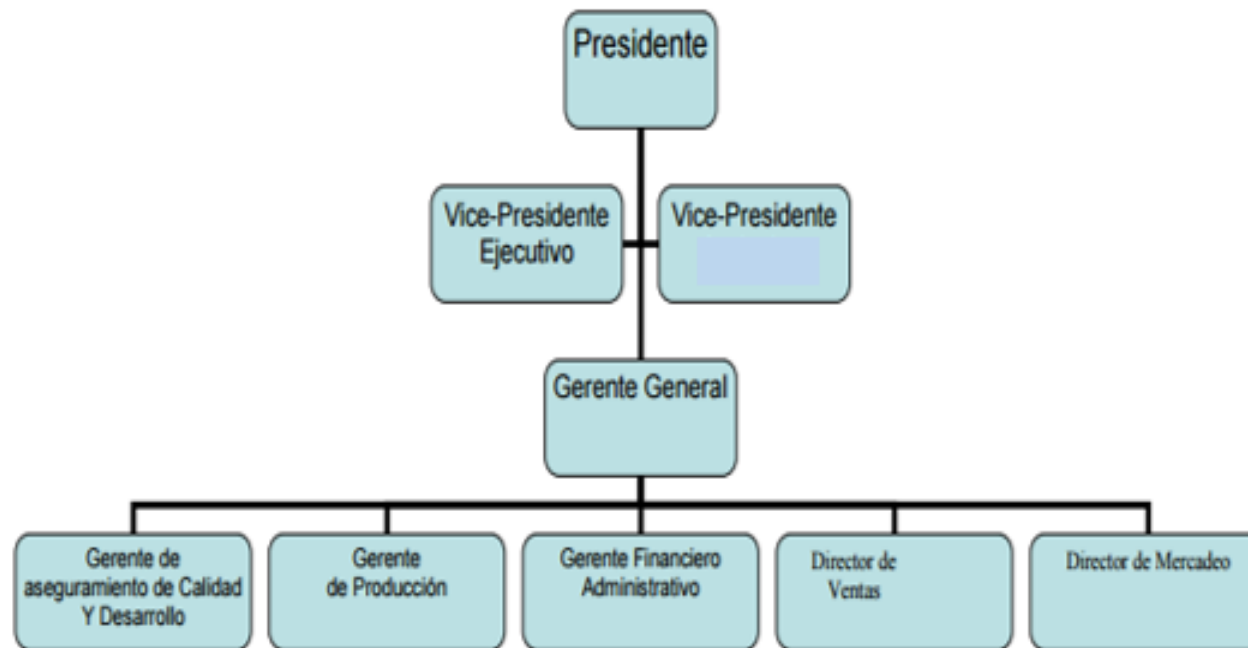 Presidente
Vice-Presidente
Ejecutivo
Vice-Presidente
Gerente General
Gerente de
aseguramiento de Calidad
Y Desarrollo
Gerente
de Producción
Gerente Financiero
Administrativo
Director de
Ventas
Director de Mercadeo